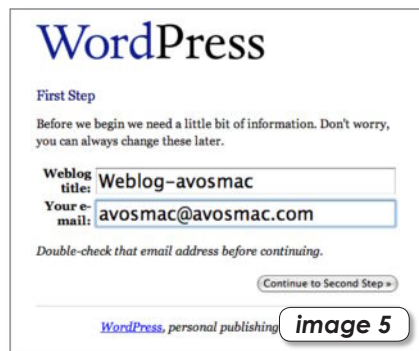 WordPress
First Step
Before we begin we need a little bit of information. Don't worry,
you can always change these later.
Weblog title: Weblog-avosmac
Your e-mail: avosmac@avosmac.com
Double-check that email address before continuing.
Continue to Second Step »
WordPress, personal publishing
image 5